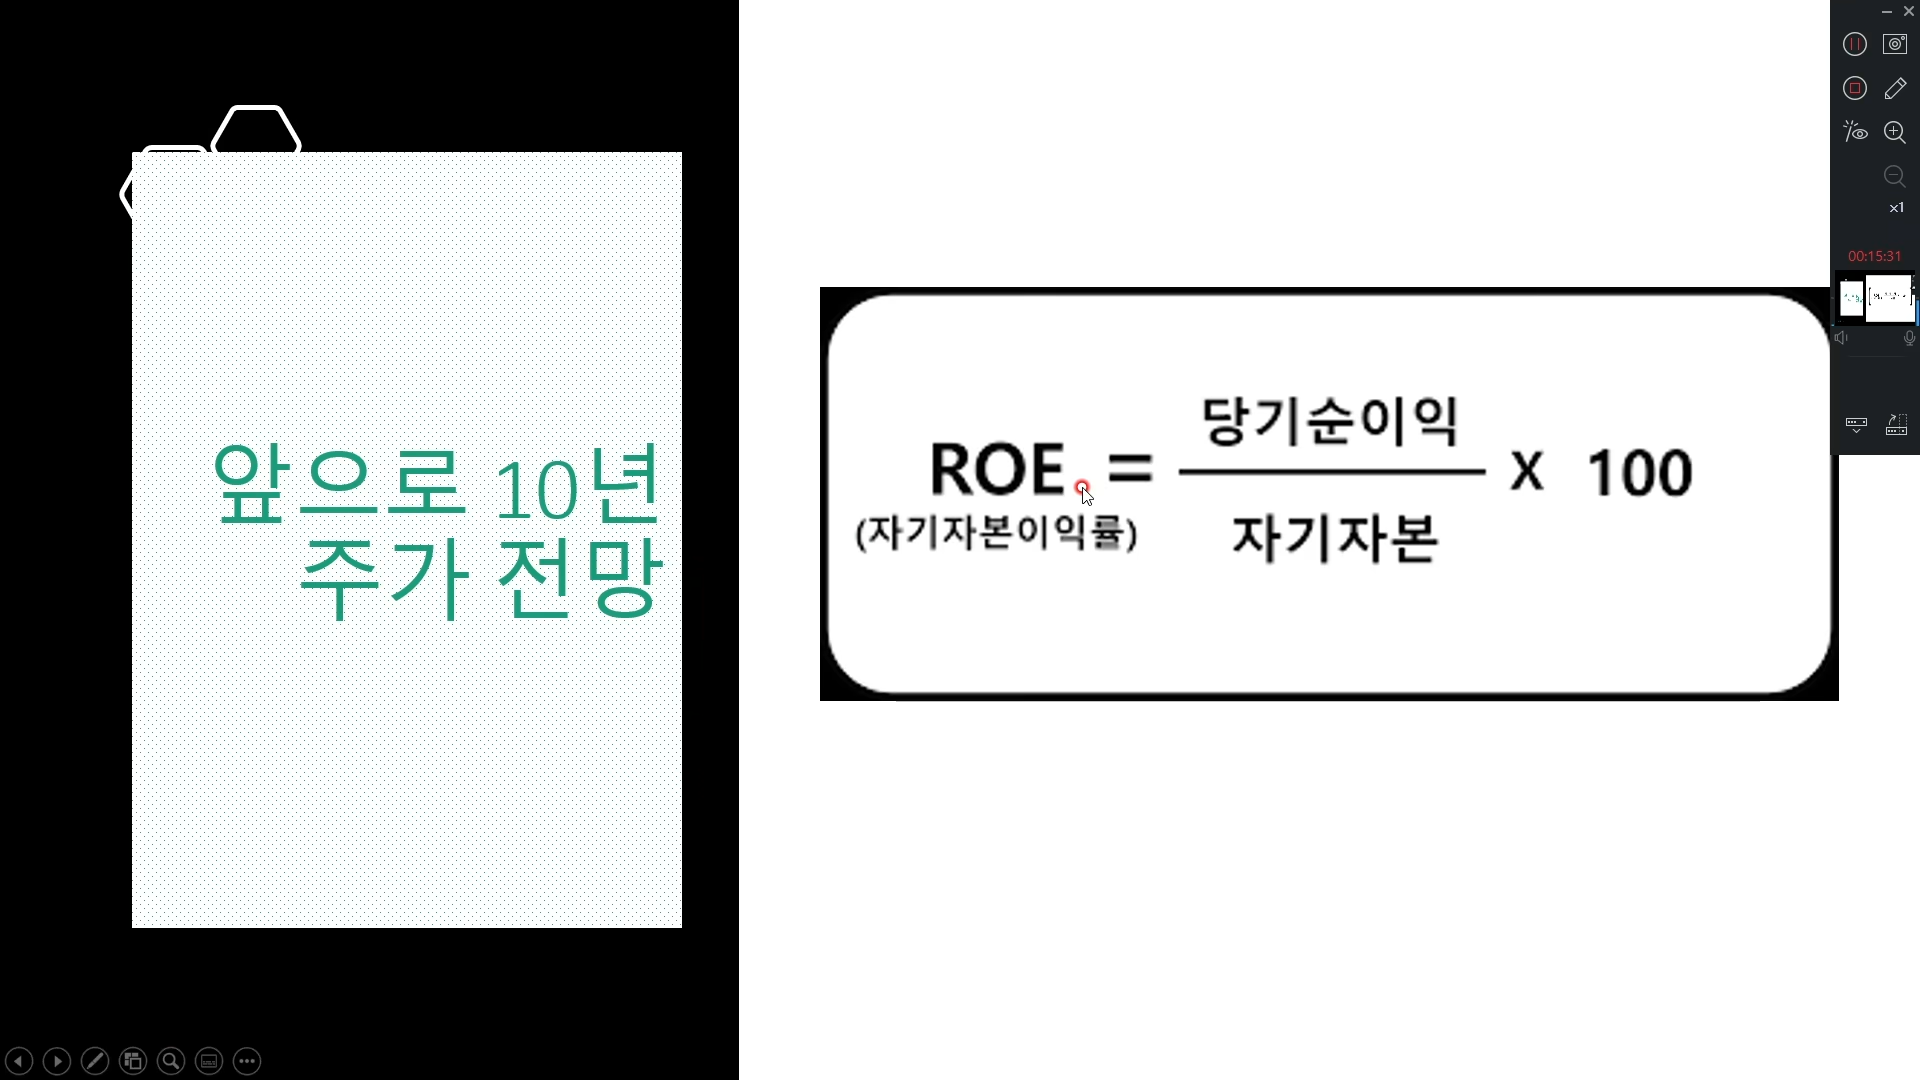 앞으로 10년
주가 전망
당기순이익
ROE = X 100
(자기자본이익률)
자기자본
x1
00:15:31